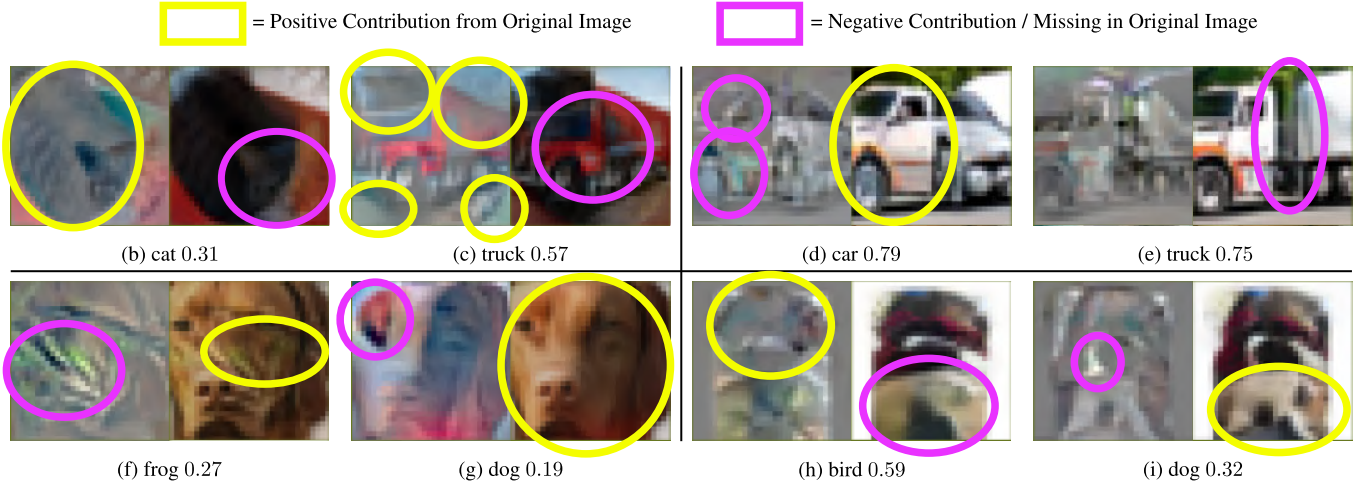 = Positive Contribution from Original Image
= Negative Contribution / Missing in Original Image
(b) cat 0.31
(c) truck 0.57
(d) car 0.79
(e) truck 0.75
(f) frog 0.27
(g) dog 0.19
(h) bird 0.59
(i) dog 0.32